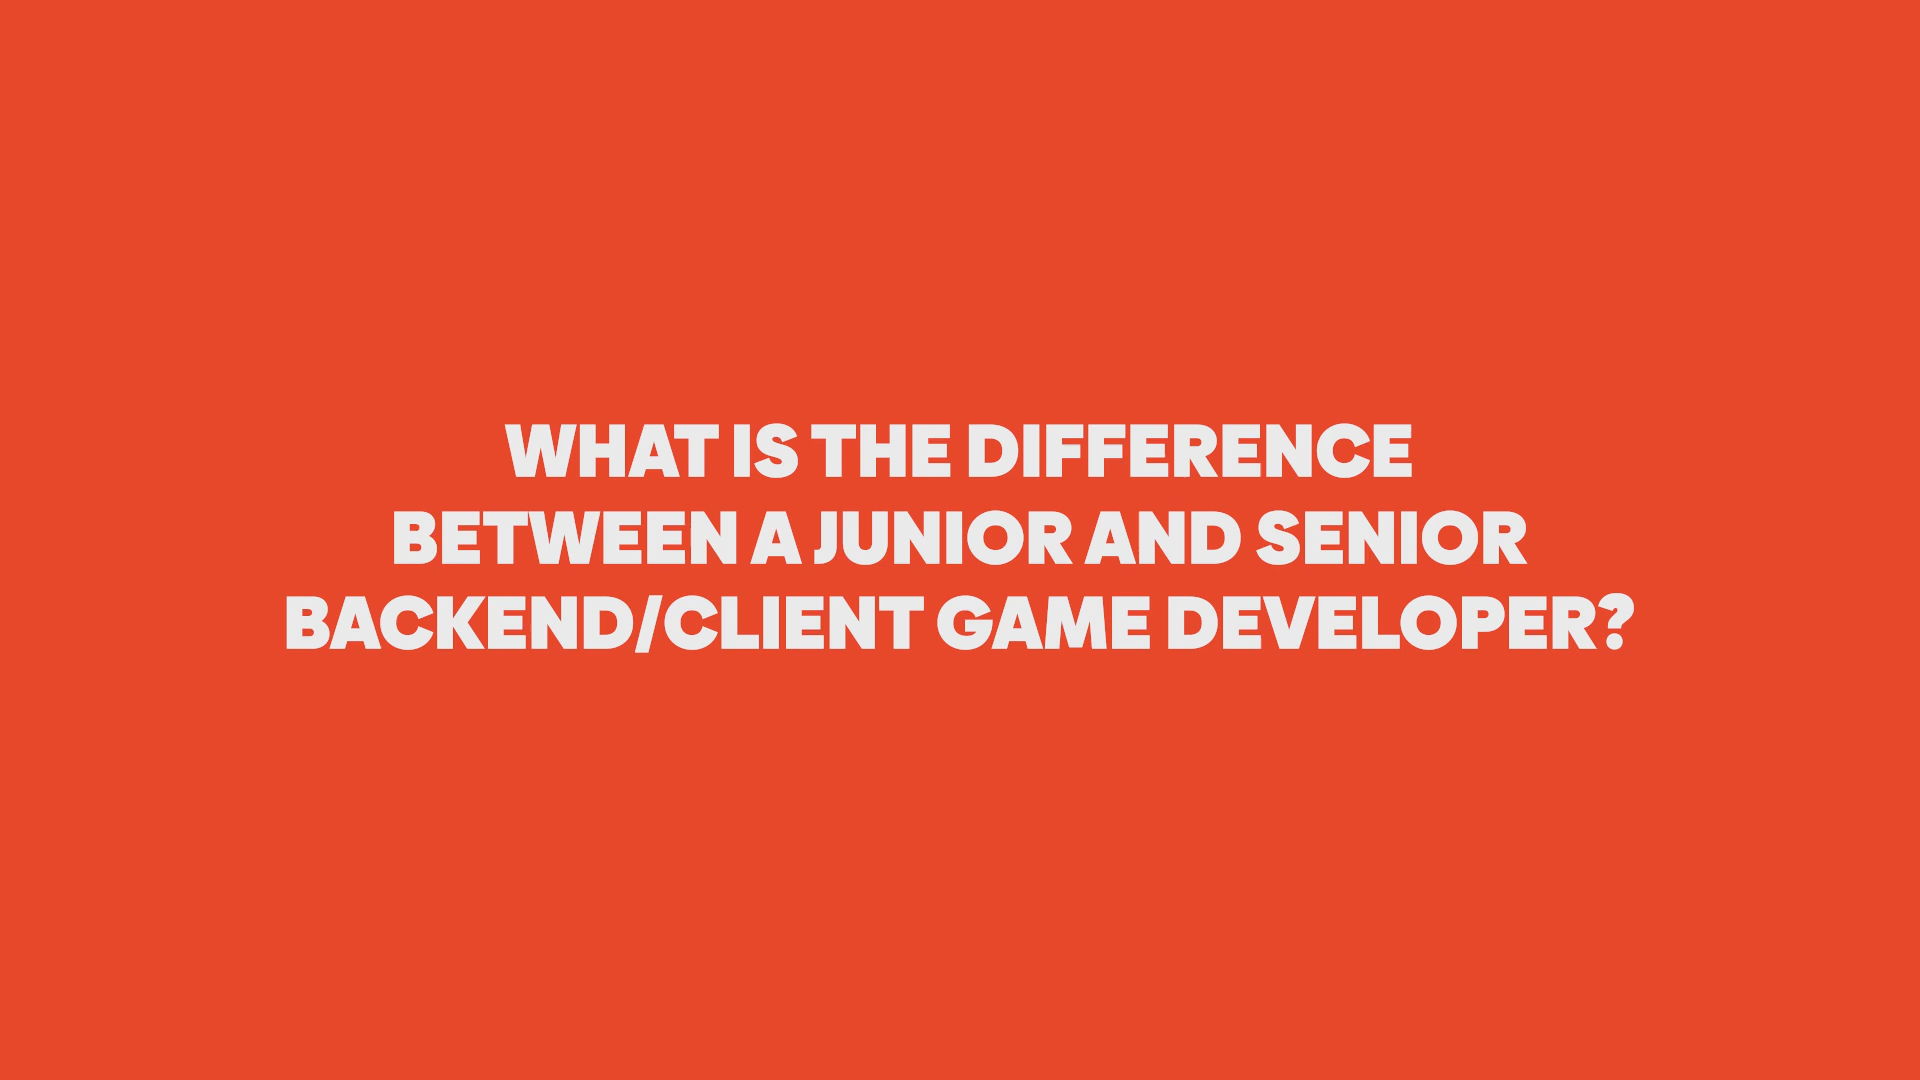 WHAT IS THE DIFFERENCE
BETWEEN A JUNIOR AND SENIOR
BACKEND/CLIENT GAME DEVELOPER?